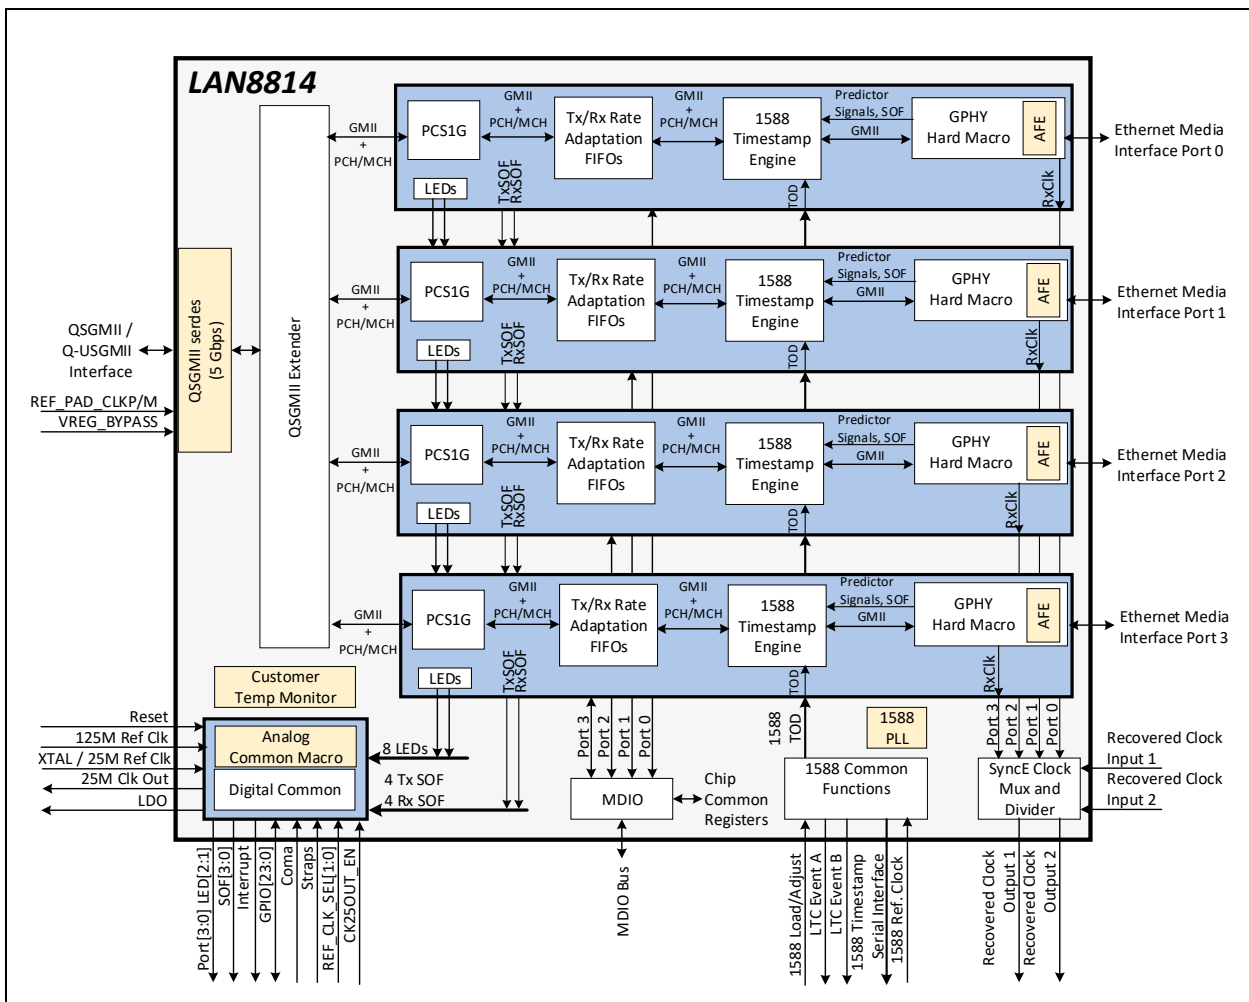 LAN8814
GMII
+
PCH/MCH
PCS1G
LEDs
GMII
+
PCH/MCH
TxSOF
RxSOF
Tx/Rx Rate
Adaptation
FIFOs
GMII
+
PCH/MCH
1588
Timestamp
Engine
TOD
Predictor
Signals, SOF
GMII
GPHY
Hard Macro
AFE
RxClk
Ethernet Media
Interface Port 0
GMII
+
PCH/MCH
PCS1G
LEDs
GMII
+
PCH/MCH
TxSOF
RxSOF
Tx/Rx Rate
Adaptation
FIFOs
GMII
+
PCH/MCH
1588
Timestamp
Engine
TOD
Predictor
Signals, SOF
GMII
GPHY
Hard Macro
AFE
RxClk
Ethernet Media
Interface Port 1
QSGMII /
Q-USGMII
Interface
REF_PAD_CLKP/M
VREG_BYPASS
QSGMII serdes
(5 Gbps)
QSGMII Extender
GMII
+
PCH/MCH
PCS1G
LEDs
GMII
+
PCH/MCH
TxSOF
RxSOF
Tx/Rx Rate
Adaptation
FIFOs
GMII
+
PCH/MCH
1588
Timestamp
Engine
TOD
Predictor
Signals, SOF
GMII
GPHY
Hard Macro
AFE
RxClk
Ethernet Media
Interface Port 2
GMII
+
PCH/MCH
PCS1G
LEDs
GMII
+
PCH/MCH
TxSOF
RxSOF
Tx/Rx Rate
Adaptation
FIFOs
GMII
+
PCH/MCH
1588
Timestamp
Engine
TOD
Predictor
Signals, SOF
GMII
GPHY
Hard Macro
AFE
RxClk
Ethernet Media
Interface Port 3
Customer
Temp Monitor
Reset
125M Ref Clk
XTAL / 25M Ref Clk
25M Clk Out
LDO
Analog
Common Macro
Digital Common
8 LEDs
4 Tx SOF
4 Rx SOF
Port 3
Port 2
Port 1
Port 0
MDIO
Chip
Common
Registers
1588
TOD
1588
PLL
1588 Common
Functions
Port 3
Port 2
Port 1
Port 0
SyncE Clock
Mux and
Divider
Recovered Clock
Input 1
Recovered Clock
Input 2
Port[3:0] LED[2:1]
SOF[3:0]
Interrupt
GPIO[23:0]
Coma
Straps
REF_CLK_SEL[1:0]
CK25OUT_EN
MDIO Bus
1588 Load/Adjust
LTC Event A
LTC Event B
1588 Timestamp
Serial Interface
1588 Ref. Clock
Recovered Clock
Output 1
Recovered Clock
Output 2